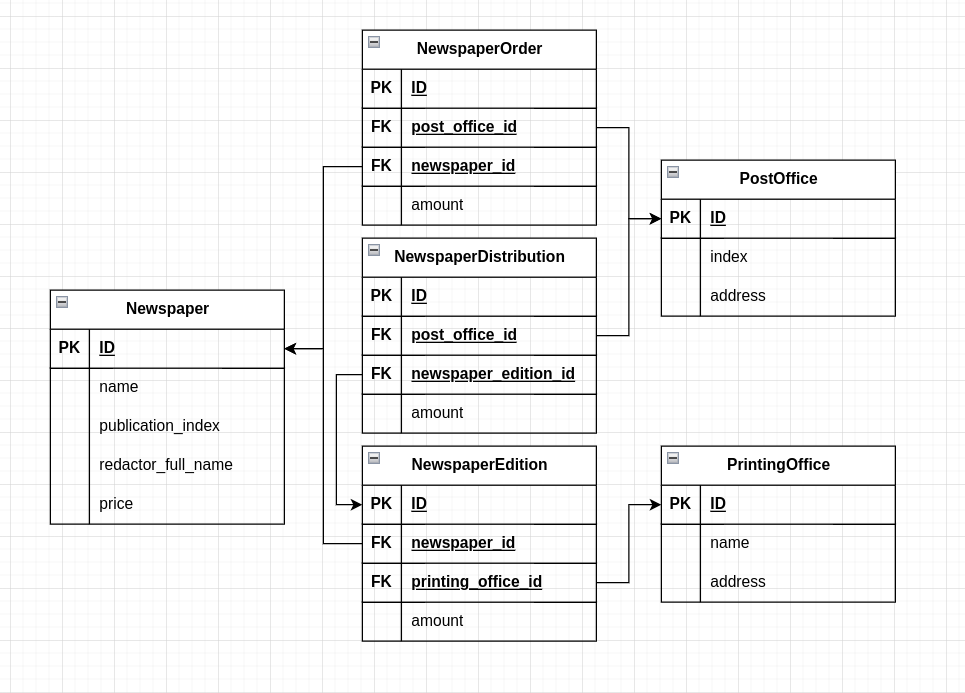 NewspaperOrder
PK ID
FK post_office_id
FK newspaper_id
amount
PostOffice
PK ID
index
address
NewspaperDistribution
PK ID
FK post_office_id
FK newspaper_edition_id
amount
Newspaper
PK ID
name
publication_index
redactor_full_name
price
NewspaperEdition
PK ID
FK newspaper_id
FK printing_office_id
amount
PrintingOffice
PK ID
name
address